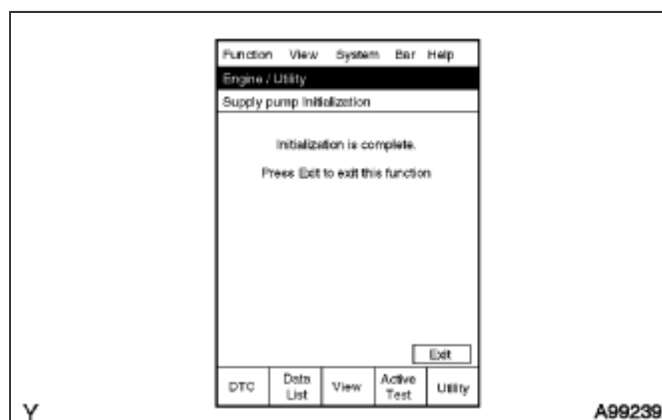 Function View System Bar Help
Engine / Utility
Supply pump Initialization
Initialization is complete.
Press Exit to exit this function
Exit
DTC Data List View Active Test Utility
Y A99239